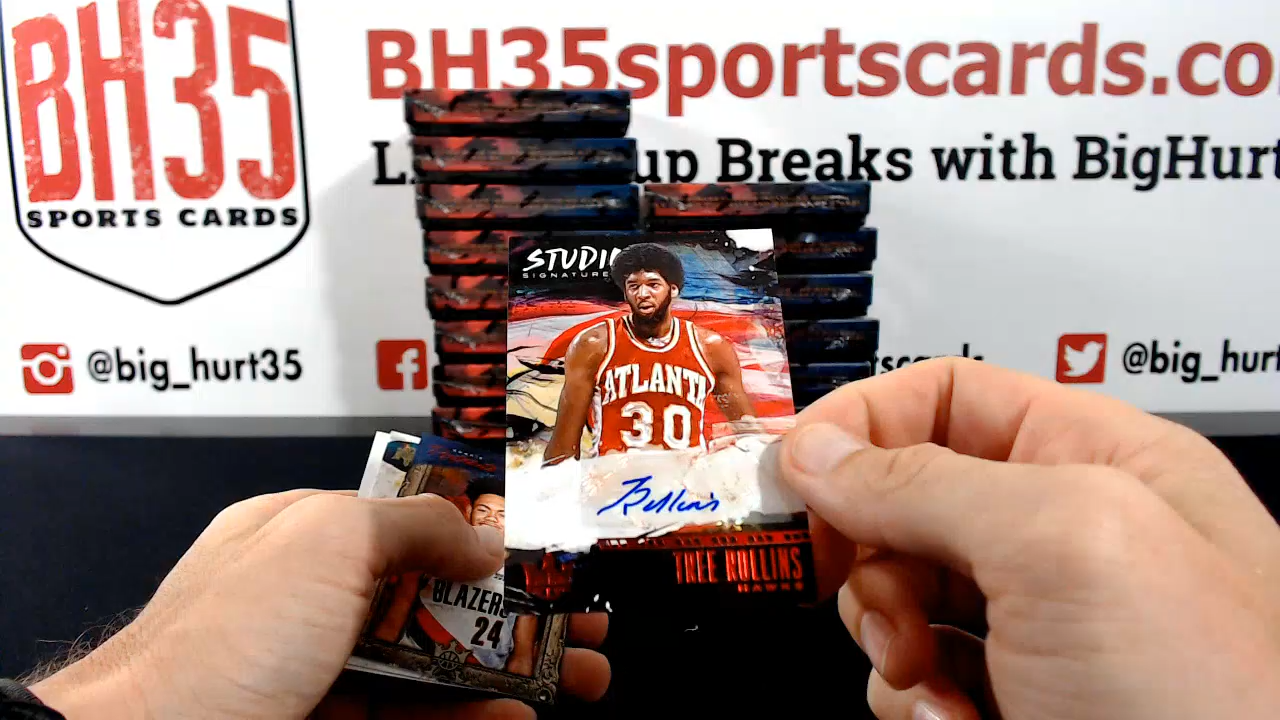 BH35
SPORTS CARDS
BH35sportscards.co
up Breaks with BigHurt
@big_hurt35
@big_hurt
STUDI
SIGNATURE
ATLANTA
30
TREE ROLLINS
HAWKS
BLAZERS
24